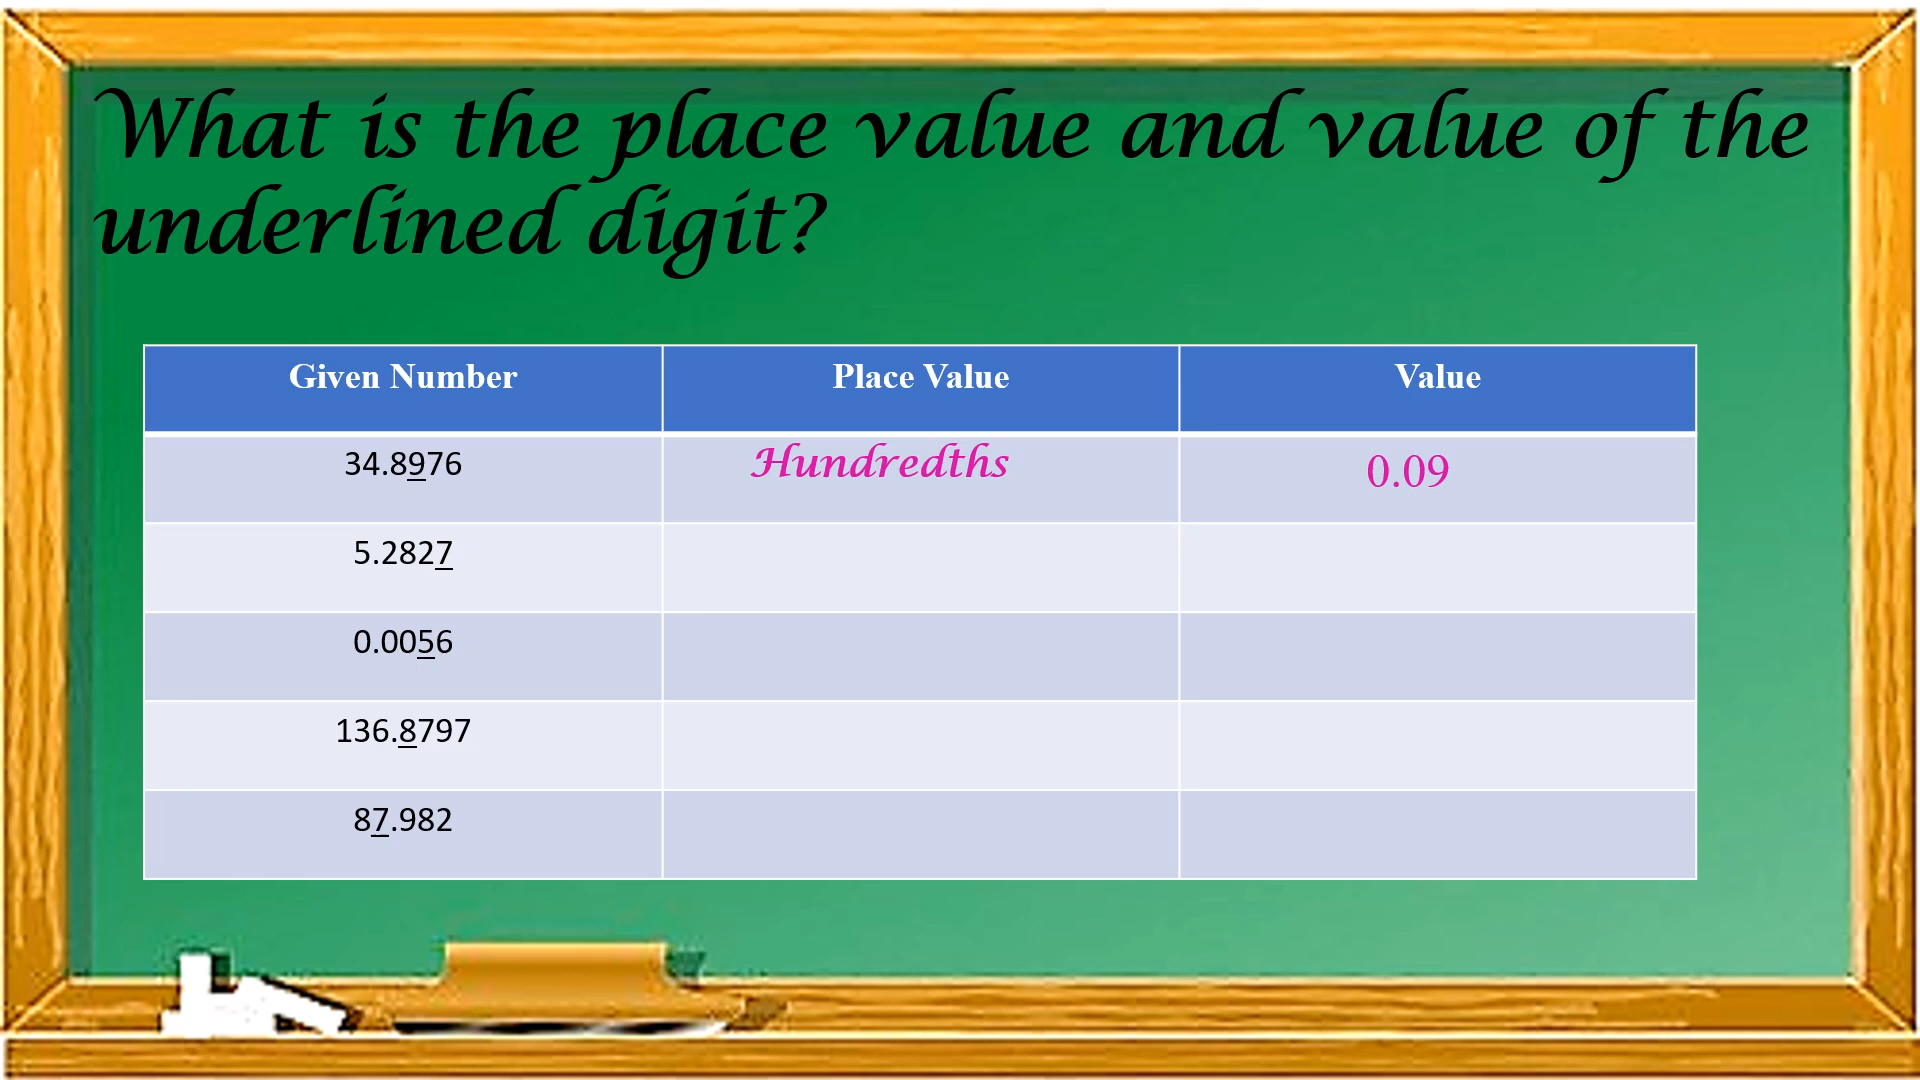 What is the place value and value of the
underlined digit?
Given Number Place Value Value
34.8976 Hundredths 0.09
5.2827
0.0056
136.8797
87.982